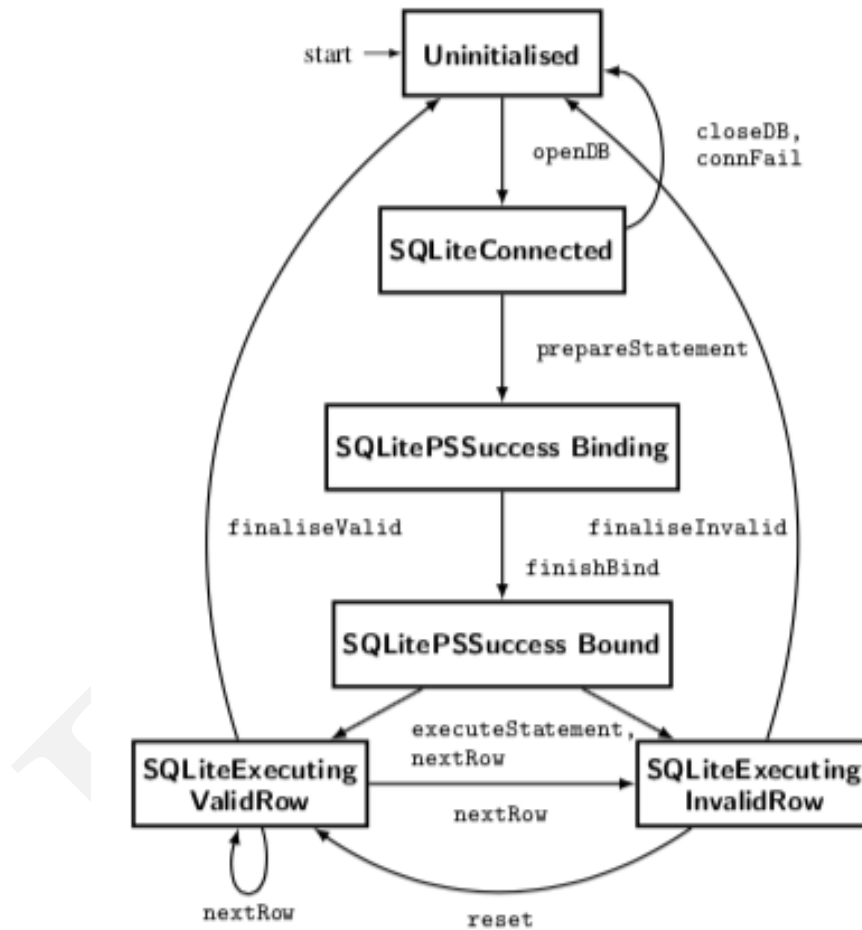 start
Uninitialised
closeDB,
connFail
openDB
SQLiteConnected
prepareStatement
SQLitePSSuccess Binding
finaliseValid
finaliseInvalid
finishBind
SQLitePSSuccess Bound
executeStatement,
nextRow
SQLiteExecuting
ValidRow
SQLiteExecuting
InvalidRow
nextRow
nextRow
reset